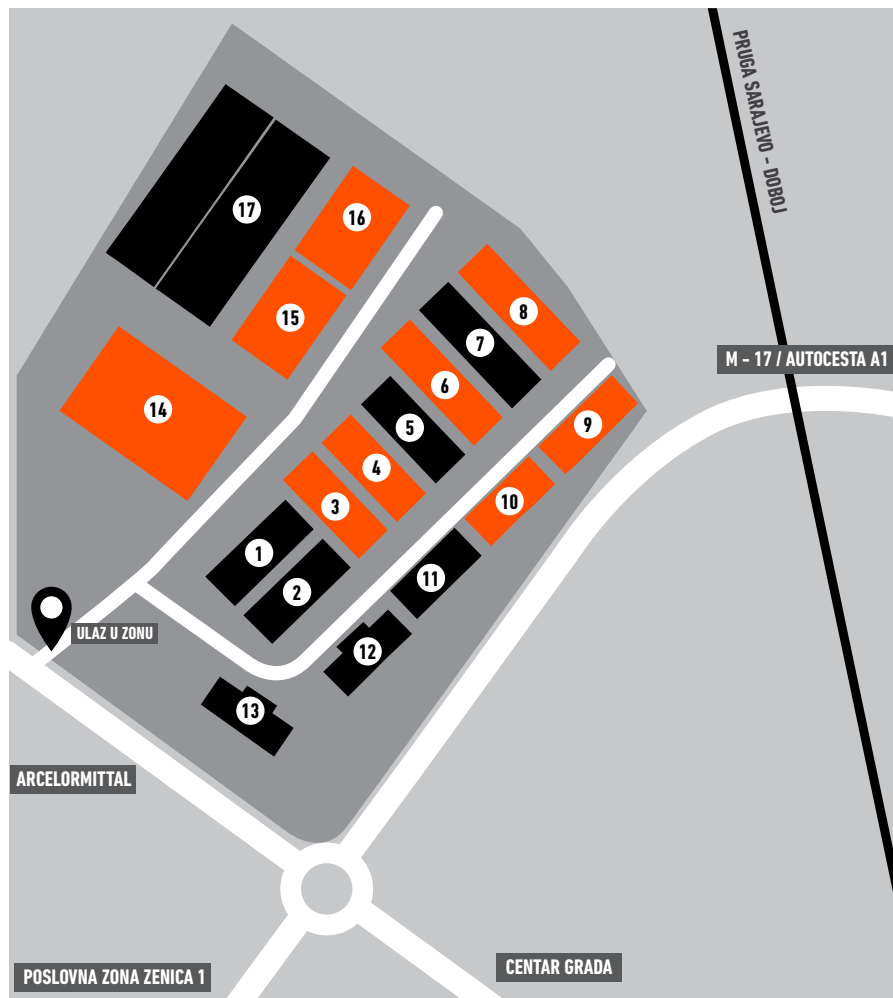 PRUGA SARAJEVO - DOBOJ
17
16
15
8
7
M - 17 / AUTOCESTA A1
6
14
5
9
4
3
10
1
11
2
ULAZ U ZONU
12
13
ARCELORMITTAL
CENTAR GRADA
POSLOVNA ZONA ZENICA 1